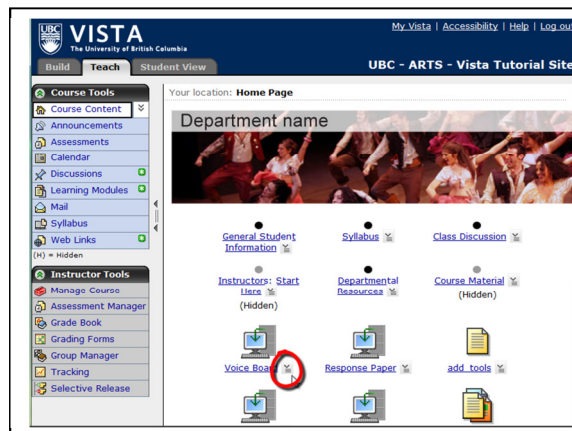 UBC
VISTA
The University of British Columbia
My Vista | Accessibility | Help | Log out
Build Teach Student View
UBC - ARTS - Vista Tutorial Site
Course Tools
Course Content
Announcements
Assessments
Calendar
Discussions
Learning Modules
Mail
Syllabus
Web Links
(H) = Hidden
Instructor Tools
Manage Course
Assessment Manager
Grade Book
Grading Forms
Group Manager
Tracking
Selective Release
Your location: Home Page
Department name
General Student
Information
Syllabus
Class Discussion
Instructors: Start
Here
(Hidden)
Departmental
Resources
Course Material
(Hidden)
Voice Board
Response Paper
add_tools